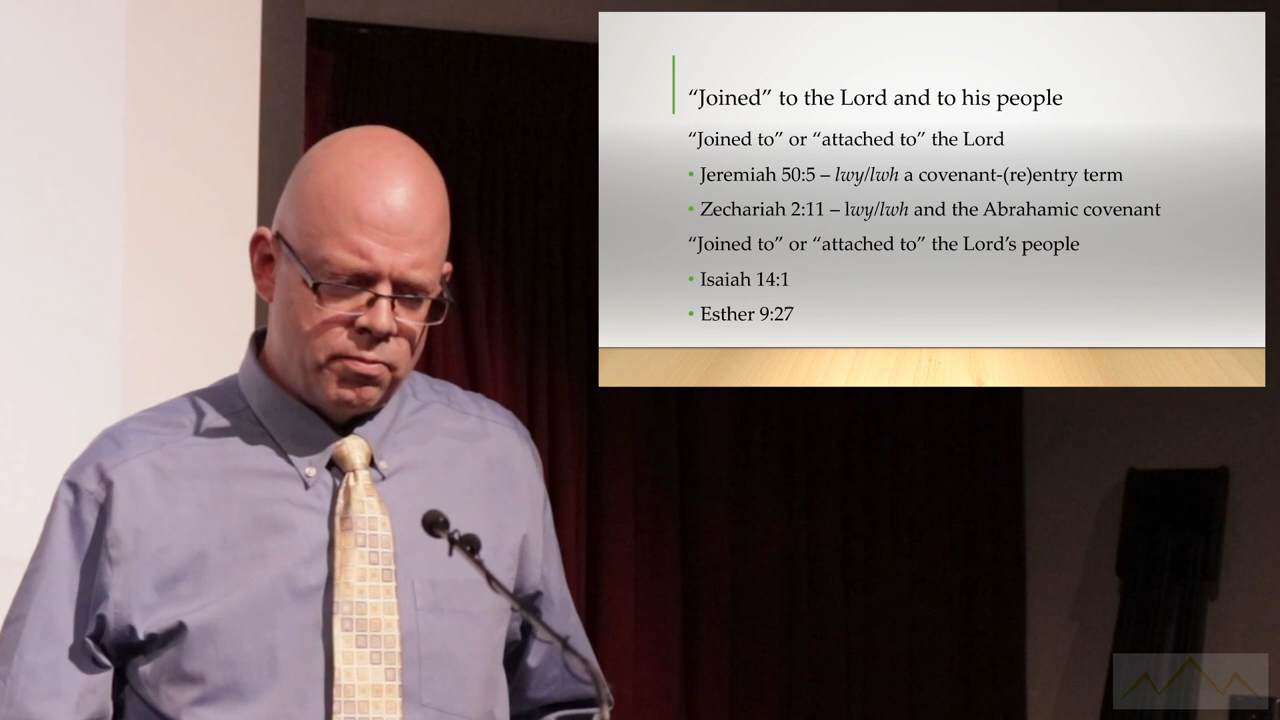 “Joined” to the Lord and to his people
“Joined to” or “attached to” the Lord
• Jeremiah 50:5 – lwy/lwh a covenant-(re)entry term
• Zechariah 2:11 – lwy/lwh and the Abrahamic covenant
“Joined to” or “attached to” the Lord’s people
• Isaiah 14:1
• Esther 9:27